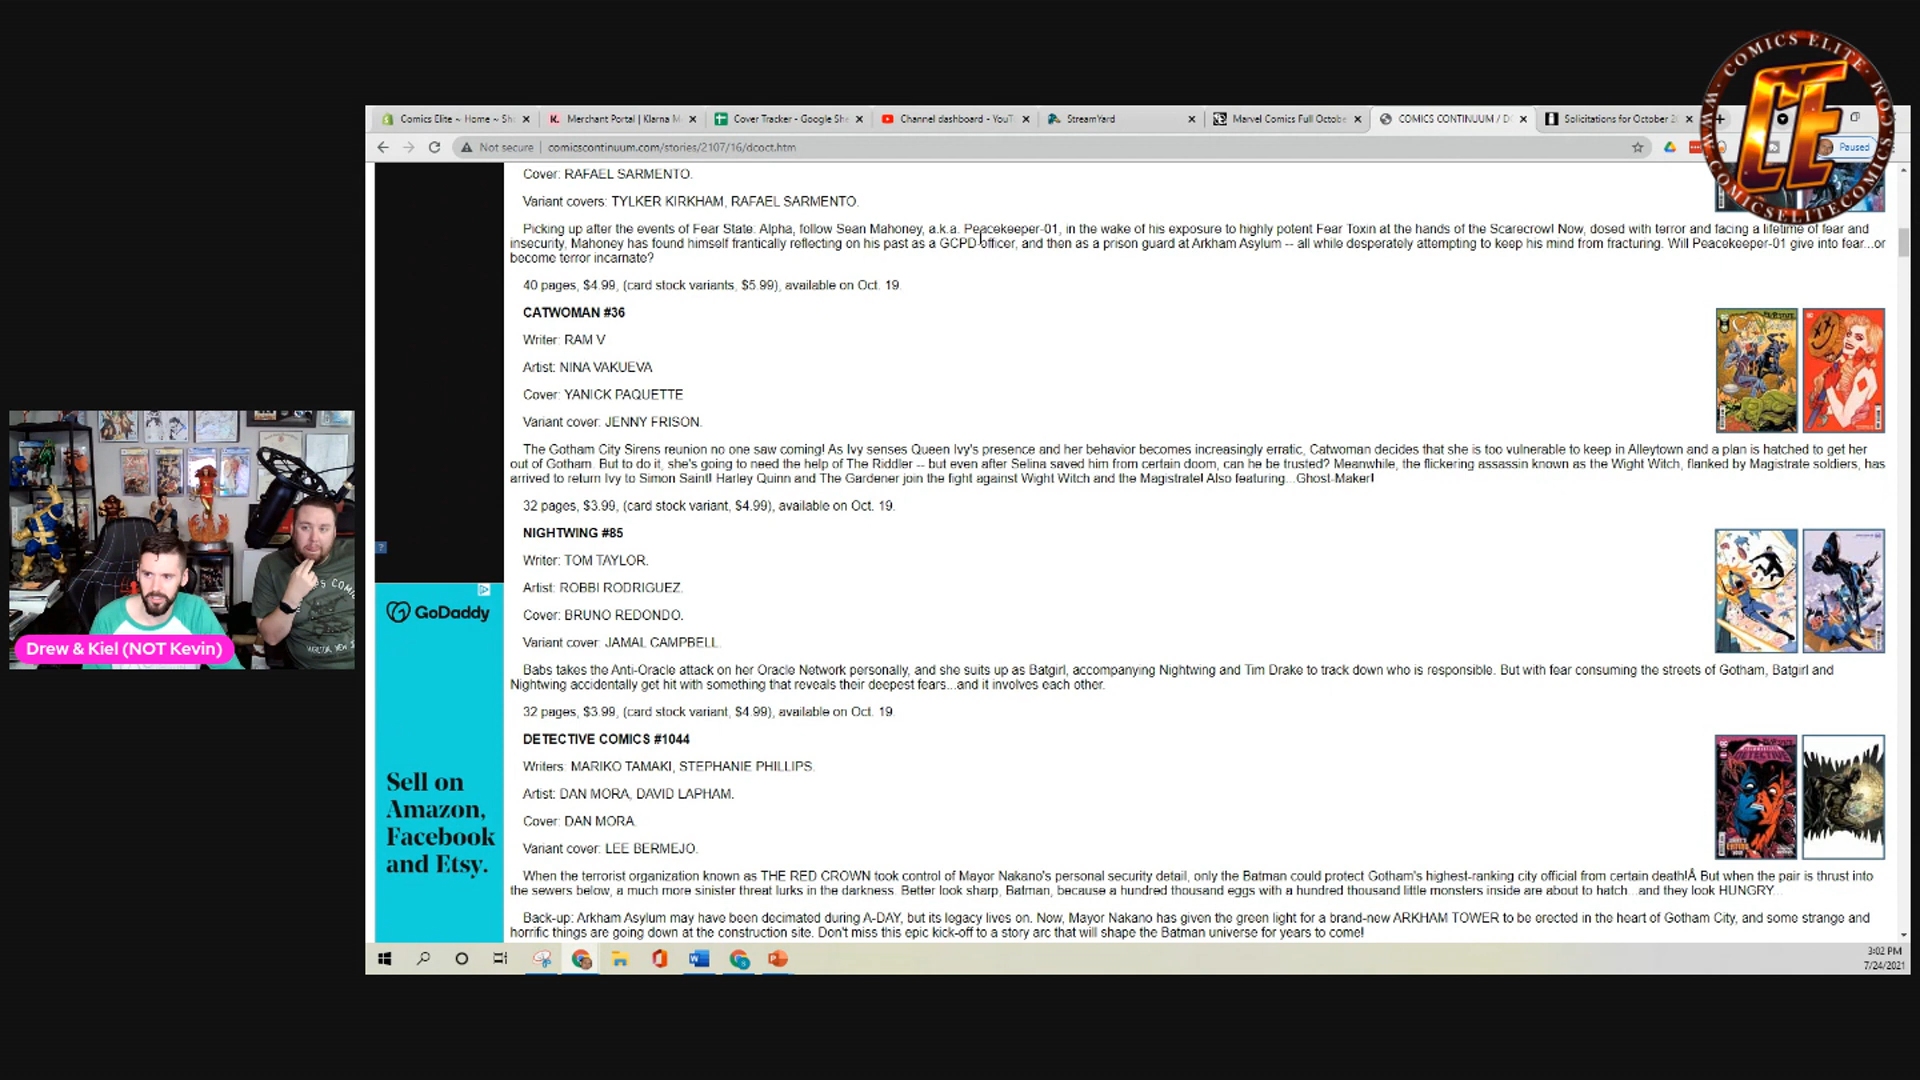 COMICS ELITE
WWW.COMICSELITECOMICS.COM
CE
Comics Elite ~ Home ~ Sh
Merchant Portal | Klarna M
Cover Tracker - Google She
Channel dashboard - YouT
StreamYard
Marvel Comics Full Octobe
COMICS CONTINUUM / D
Solicitations for October 2
Not secure
comicscontinuum.com/stories/2107/16/dcoct.htm
Paused
Cover: RAFAEL SARMENTO.
Variant covers: TYLKER KIRKHAM, RAFAEL SARMENTO.
Picking up after the events of Fear State: Alpha, follow Sean Mahoney, a.k.a. Peacekeeper-01, in the wake of his exposure to highly potent Fear Toxin at the hands of the Scarecrow! Now, dosed with terror and facing a lifetime of fear and
insecurity, Mahoney has found himself frantically reflecting on his past as a GCPD officer, and then as a prison guard at Arkham Asylum -- all while desperately attempting to keep his mind from fracturing. Will Peacekeeper-01 give into fear...or
become terror incarnate?
40 pages, $4.99, (card stock variants, $5.99), available on Oct. 19.
CATWOMAN #36
Writer: RAM V
Artist: NINA VAKUEVA
Cover: YANICK PAQUETTE
Variant cover: JENNY FRISON.
The Gotham City Sirens reunion no one saw coming! As Ivy senses Queen Ivy's presence and her behavior becomes increasingly erratic, Catwoman decides that she is too vulnerable to keep in Alleytown and a plan is hatched to get her
out of Gotham. But to do it, she's going to need the help of The Riddler -- but even after Selina saved him from certain doom, can he be trusted? Meanwhile, the flickering assassin known as the Wight Witch, flanked by Magistrate soldiers, has
arrived to return Ivy to Simon Saint! Harley Quinn and The Gardener join the fight against Wight Witch and the Magistrate! Also featuring...Ghost-Maker!
32 pages, $3.99, (card stock variant, $4.99), available on Oct. 19.
NIGHTWING #85
Writer: TOM TAYLOR.
Artist: ROBBI RODRIGUEZ.
Cover: BRUNO REDONDO.
Variant cover: JAMAL CAMPBELL.
Babs takes the Anti-Oracle attack on her Oracle Network personally, and she suits up as Batgirl, accompanying Nightwing and Tim Drake to track down who is responsible. But with fear consuming the streets of Gotham, Batgirl and
Nightwing accidentally get hit with something that reveals their deepest fears...and it involves each other.
32 pages, $3.99, (card stock variant, $4.99), available on Oct. 19.
DETECTIVE COMICS #1044
Writers: MARIKO TAMAKI, STEPHANIE PHILLIPS.
Artist: DAN MORA, DAVID LAPHAM.
Cover: DAN MORA.
Variant cover: LEE BERMEJO.
When the terrorist organization known as THE RED CROWN took control of Mayor Nakano's personal security detail, only the Batman could protect Gotham's highest-ranking city official from certain death!Â But when the pair is thrust into
the sewers below, a much more sinister threat lurks in the darkness. Better look sharp, Batman, because a hundred thousand eggs with a hundred thousand little monsters inside are about to hatch...and they look HUNGRY...
Back-up: Arkham Asylum may have been decimated during A-DAY, but its legacy lives on. Now, Mayor Nakano has given the green light for a brand-new ARKHAM TOWER to be erected in the heart of Gotham City, and some strange and
horrific things are going down at the construction site. Don't miss this epic kick-off to a story arc that will shape the Batman universe for years to come!
GoDaddy
Sell on
Amazon,
Facebook
and Etsy.
Drew & Kiel (NOT Kevin)
3:02 PM
7/24/2021